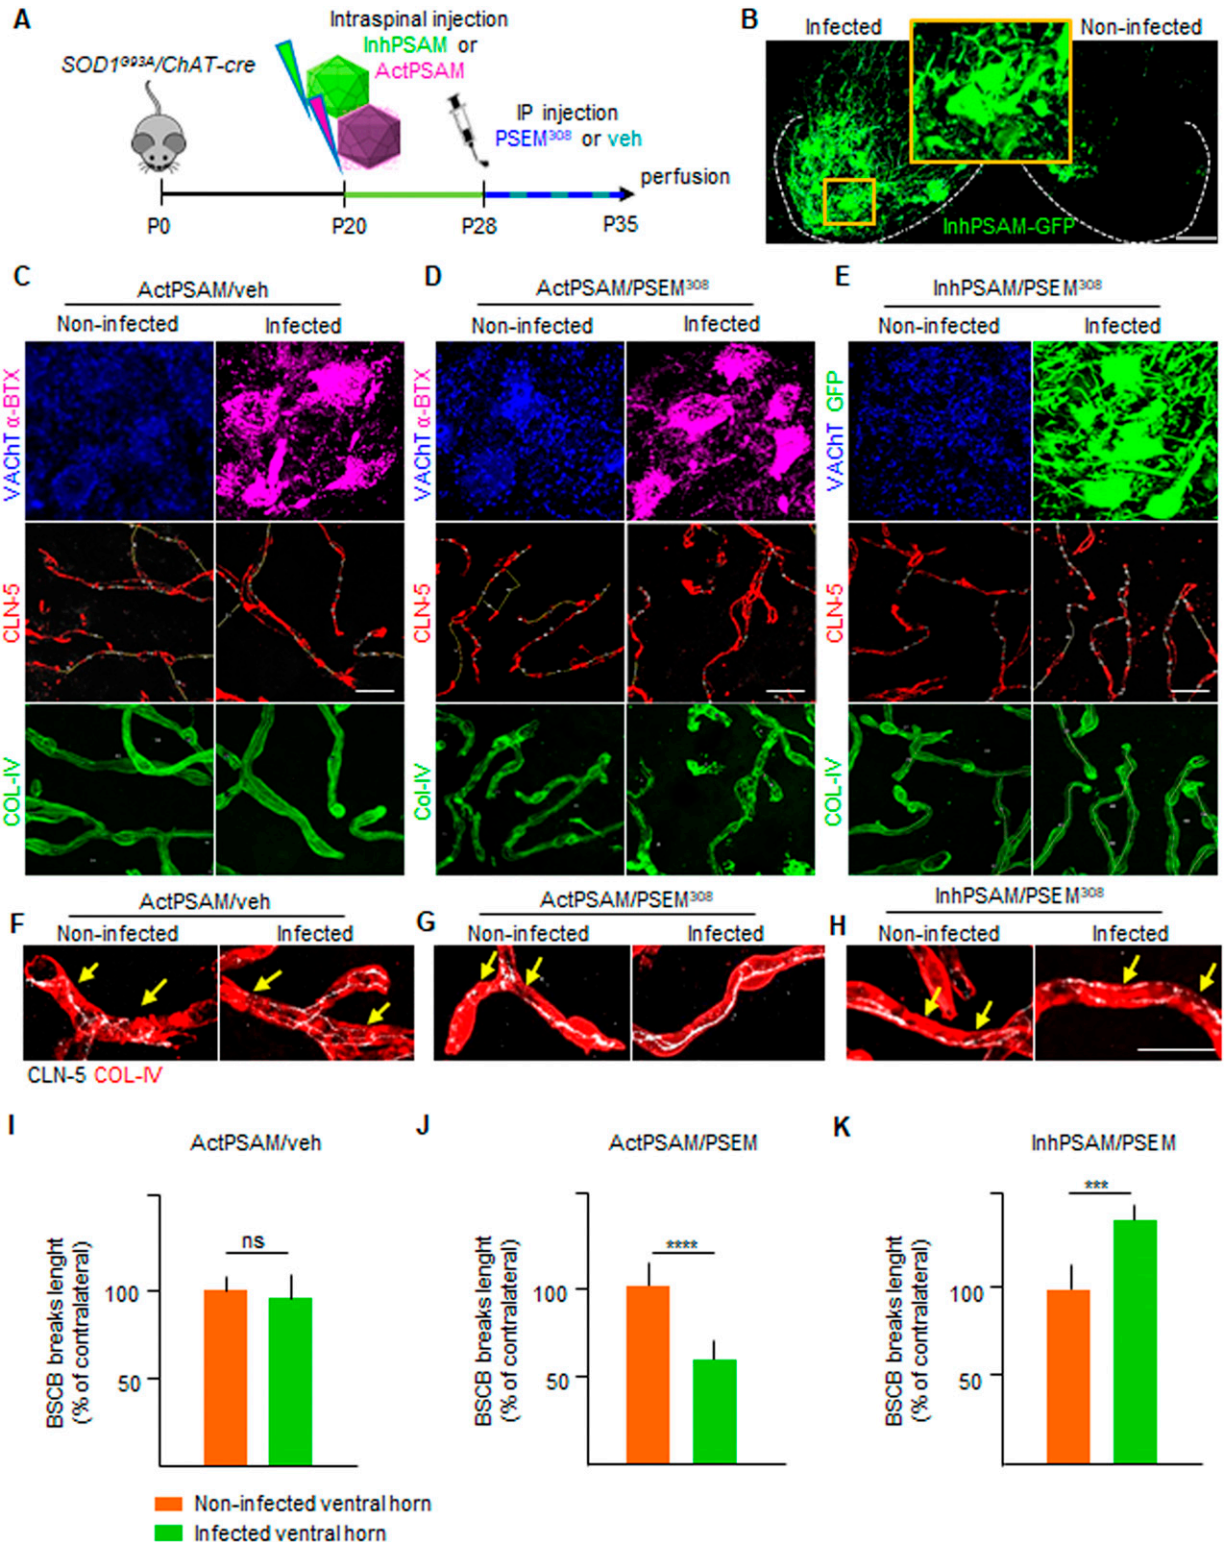 A
Intraspinal injection
InhPSAM or
ActPSAM
SOD1ᴳ⁹³ᴬ/ChAT-cre
IP injection
PSEM³⁰⁸ or veh
perfusion
P0
P20
P28
P35
B
Infected
Non-infected
InhPSAM-GFP
C
ActPSAM/veh
Non-infected
Infected
VAChT α-BTX
CLN-5
COL-IV
D
ActPSAM/PSEM³⁰⁸
Non-infected
Infected
VAChT α-BTX
CLN-5
Col-IV
E
InhPSAM/PSEM³⁰⁸
Non-infected
Infected
VAChT GFP
CLN-5
COL-IV
F
ActPSAM/veh
Non-infected
Infected
CLN-5 COL-IV
G
ActPSAM/PSEM³⁰⁸
Non-infected
Infected
H
InhPSAM/PSEM³⁰⁸
Non-infected
Infected
I
ActPSAM/veh
BSCB breaks lenght
(% of contralateral)
100
50
ns
J
ActPSAM/PSEM
BSCB breaks lenght
(% of contralateral)
100
50
****
K
InhPSAM/PSEM
BSCB breaks lenght
(% of contralateral)
100
50
***
Non-infected ventral horn
Infected ventral horn